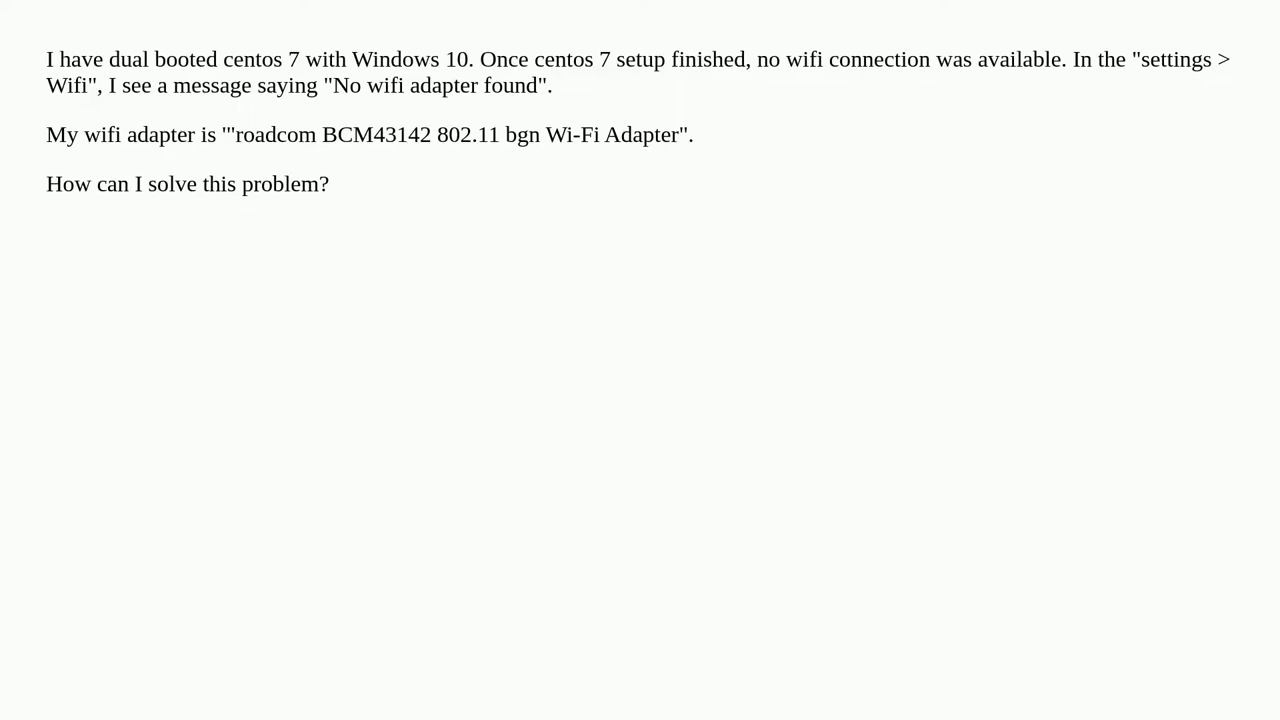 I have dual booted centos 7 with Windows 10. Once centos 7 setup finished, no wifi connection was available. In the "settings >
Wifi", I see a message saying "No wifi adapter found".
My wifi adapter is '"roadcom BCM43142 802.11 bgn Wi-Fi Adapter".
How can I solve this problem?